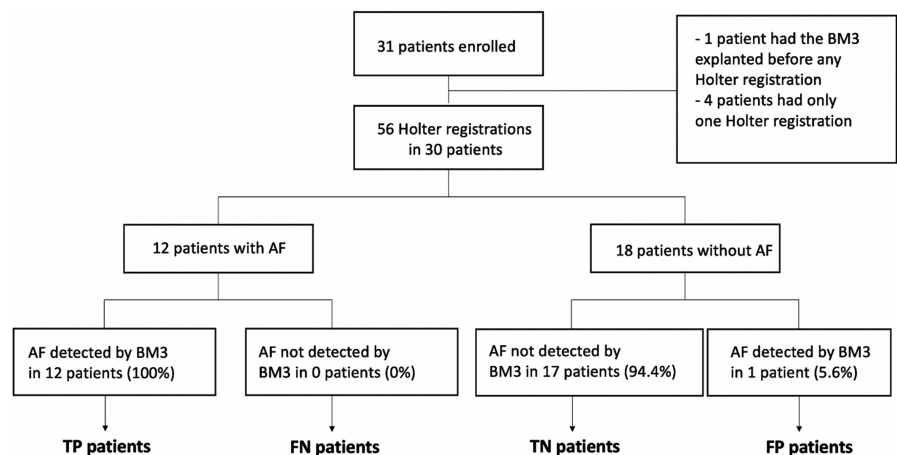 31 patients enrolled
- 1 patient had the BM3
explanted before any
Holter registration
- 4 patients had only
one Holter registration
56 Holter registrations
in 30 patients
12 patients with AF
18 patients without AF
AF detected by BM3
in 12 patients (100%)
AF not detected by
BM3 in 0 patients (0%)
AF not detected by
BM3 in 17 patients (94.4%)
AF detected by BM3
in 1 patient (5.6%)
TP patients
FN patients
TN patients
FP patients